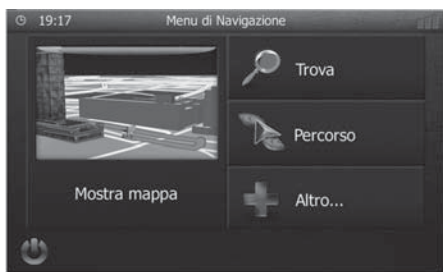 19:17 Menu di Navigazione
Trova
Percorso
Mostra mappa
Altro...